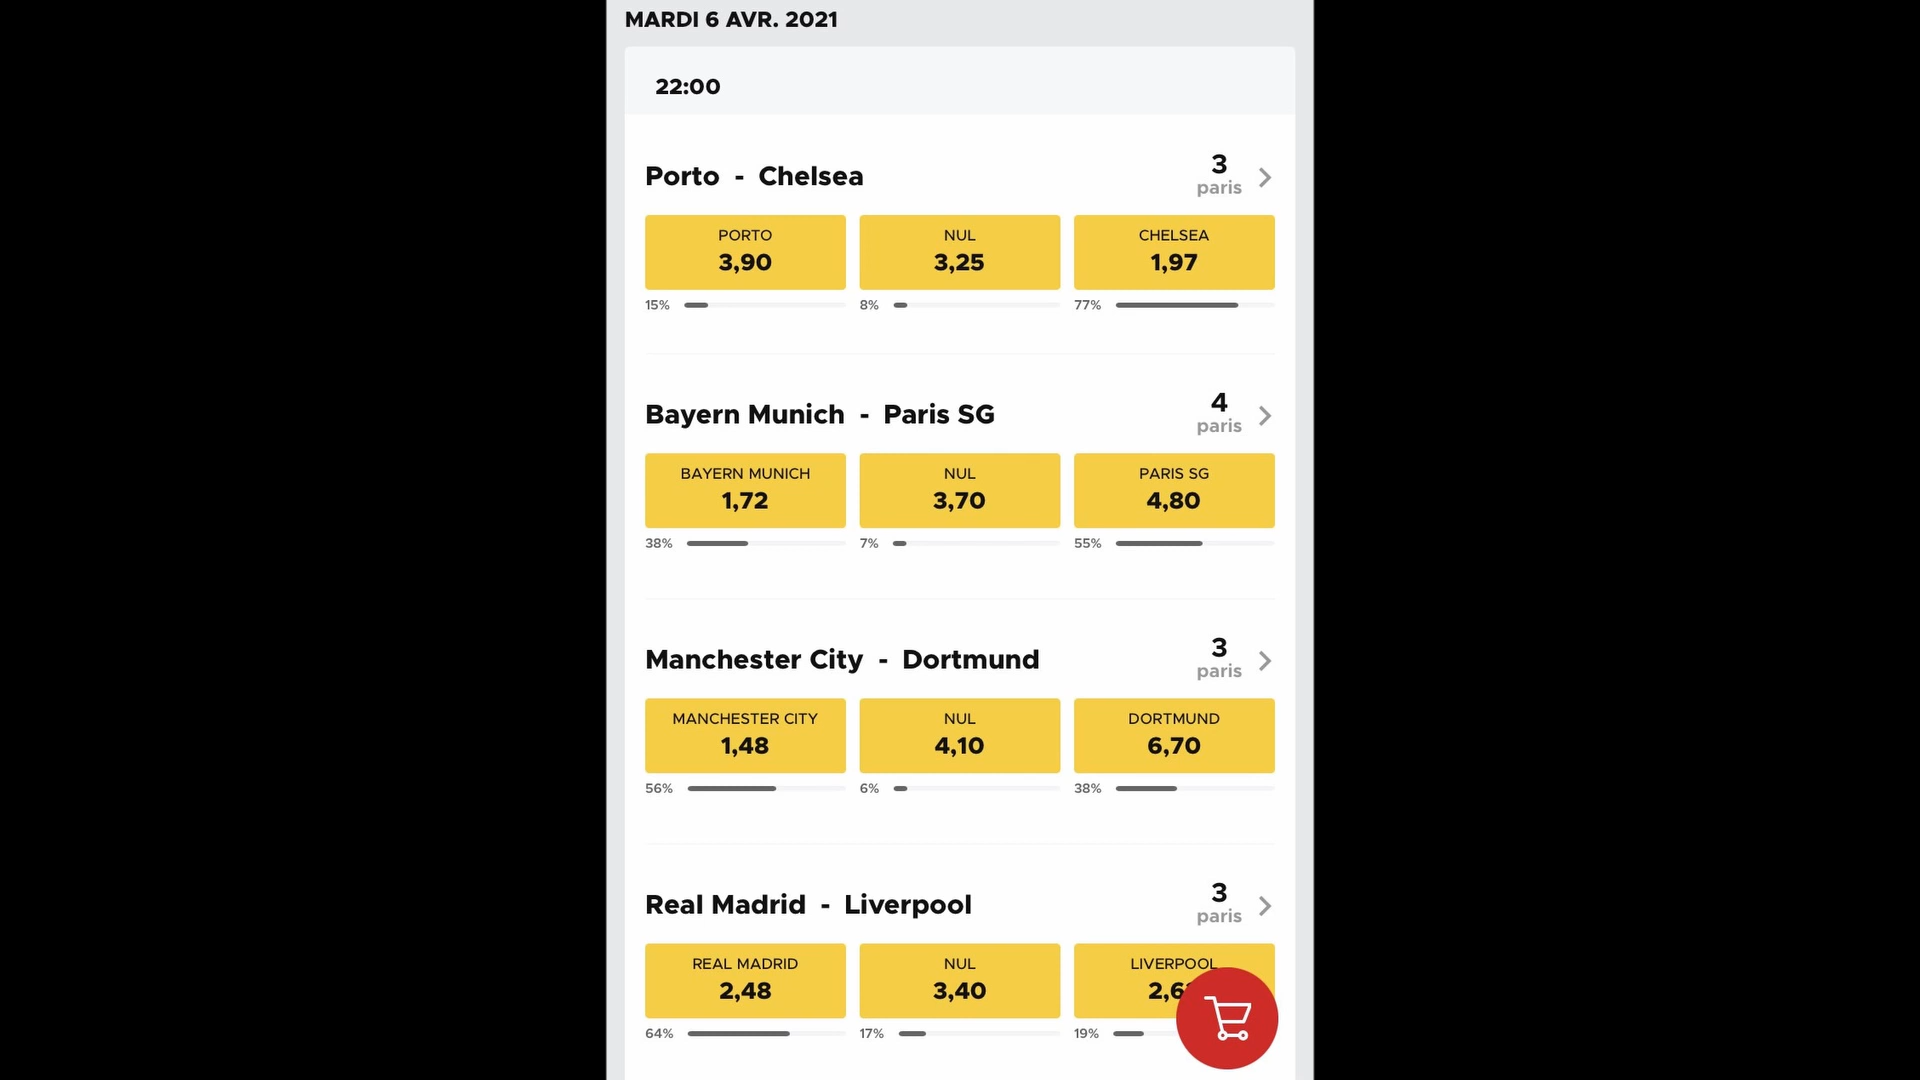 MARDI 6 AVR. 2021
22:00
Porto - Chelsea
3
paris
PORTO NUL CHELSEA
3,90 3,25 1,97
15% 8% 77%
Bayern Munich - Paris SG
4
paris
BAYERN MUNICH NUL PARIS SG
1,72 3,70 4,80
38% 7% 55%
Manchester City - Dortmund
3
paris
MANCHESTER CITY NUL DORTMUND
1,48 4,10 6,70
56% 6% 38%
Real Madrid - Liverpool
3
paris
REAL MADRID NUL LIVERPOOL
2,48 3,40
64% 17% 19%